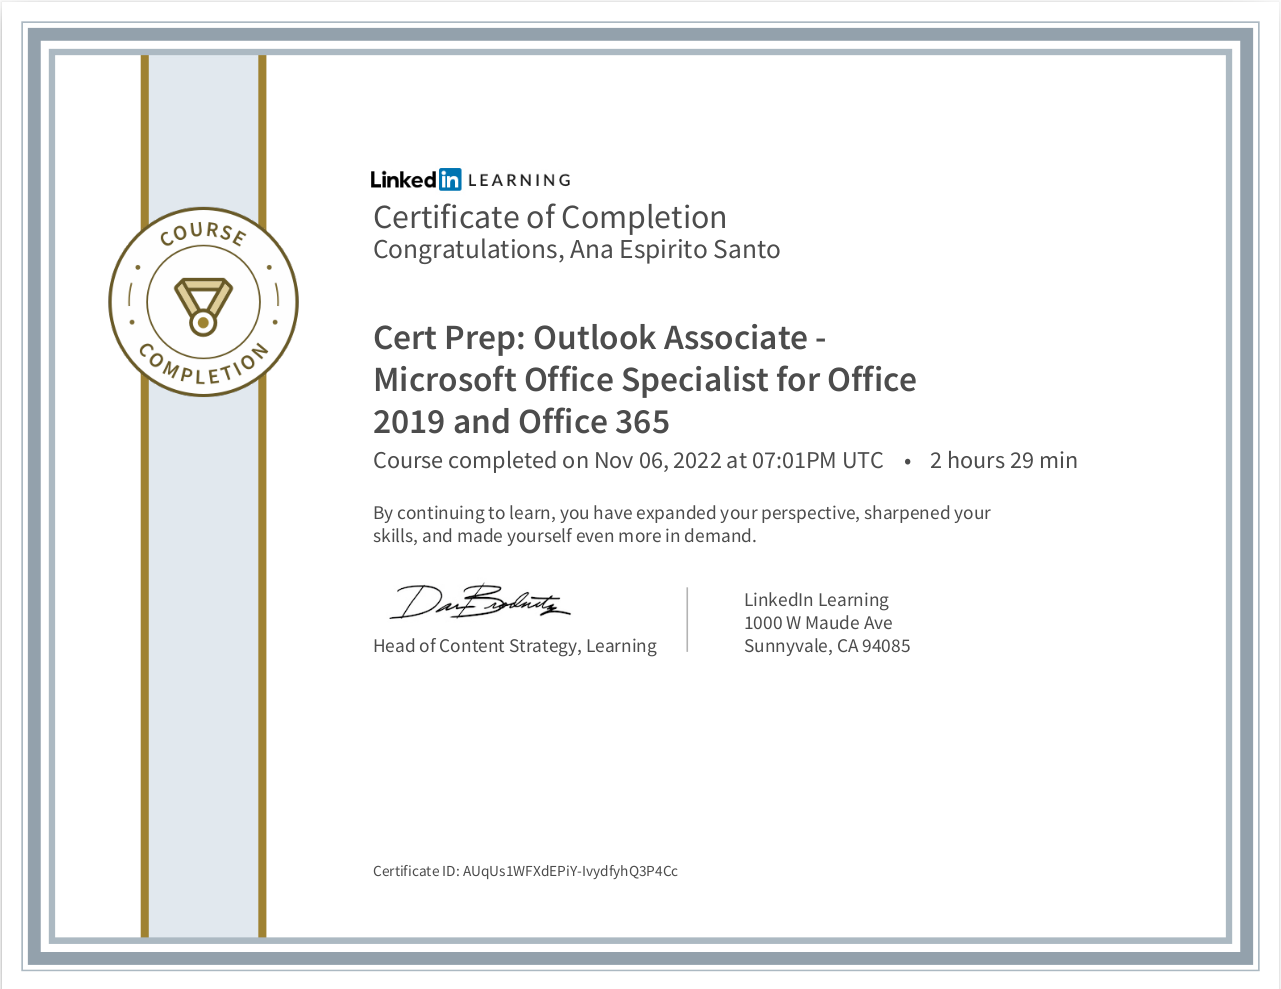 COURSE
COMPLETION
Linkedin LEARNING
Certificate of Completion
Congratulations, Ana Espirito Santo
Cert Prep: Outlook Associate -
Microsoft Office Specialist for Office
2019 and Office 365
Course completed on Nov 06, 2022 at 07:01PM UTC • 2 hours 29 min
By continuing to learn, you have expanded your perspective, sharpened your
skills, and made yourself even more in demand.
Head of Content Strategy, Learning
LinkedIn Learning
1000 W Maude Ave
Sunnyvale, CA 94085
Certificate ID: AUqUs1WFXdEPiY-IvydfyhQ3P4Cc